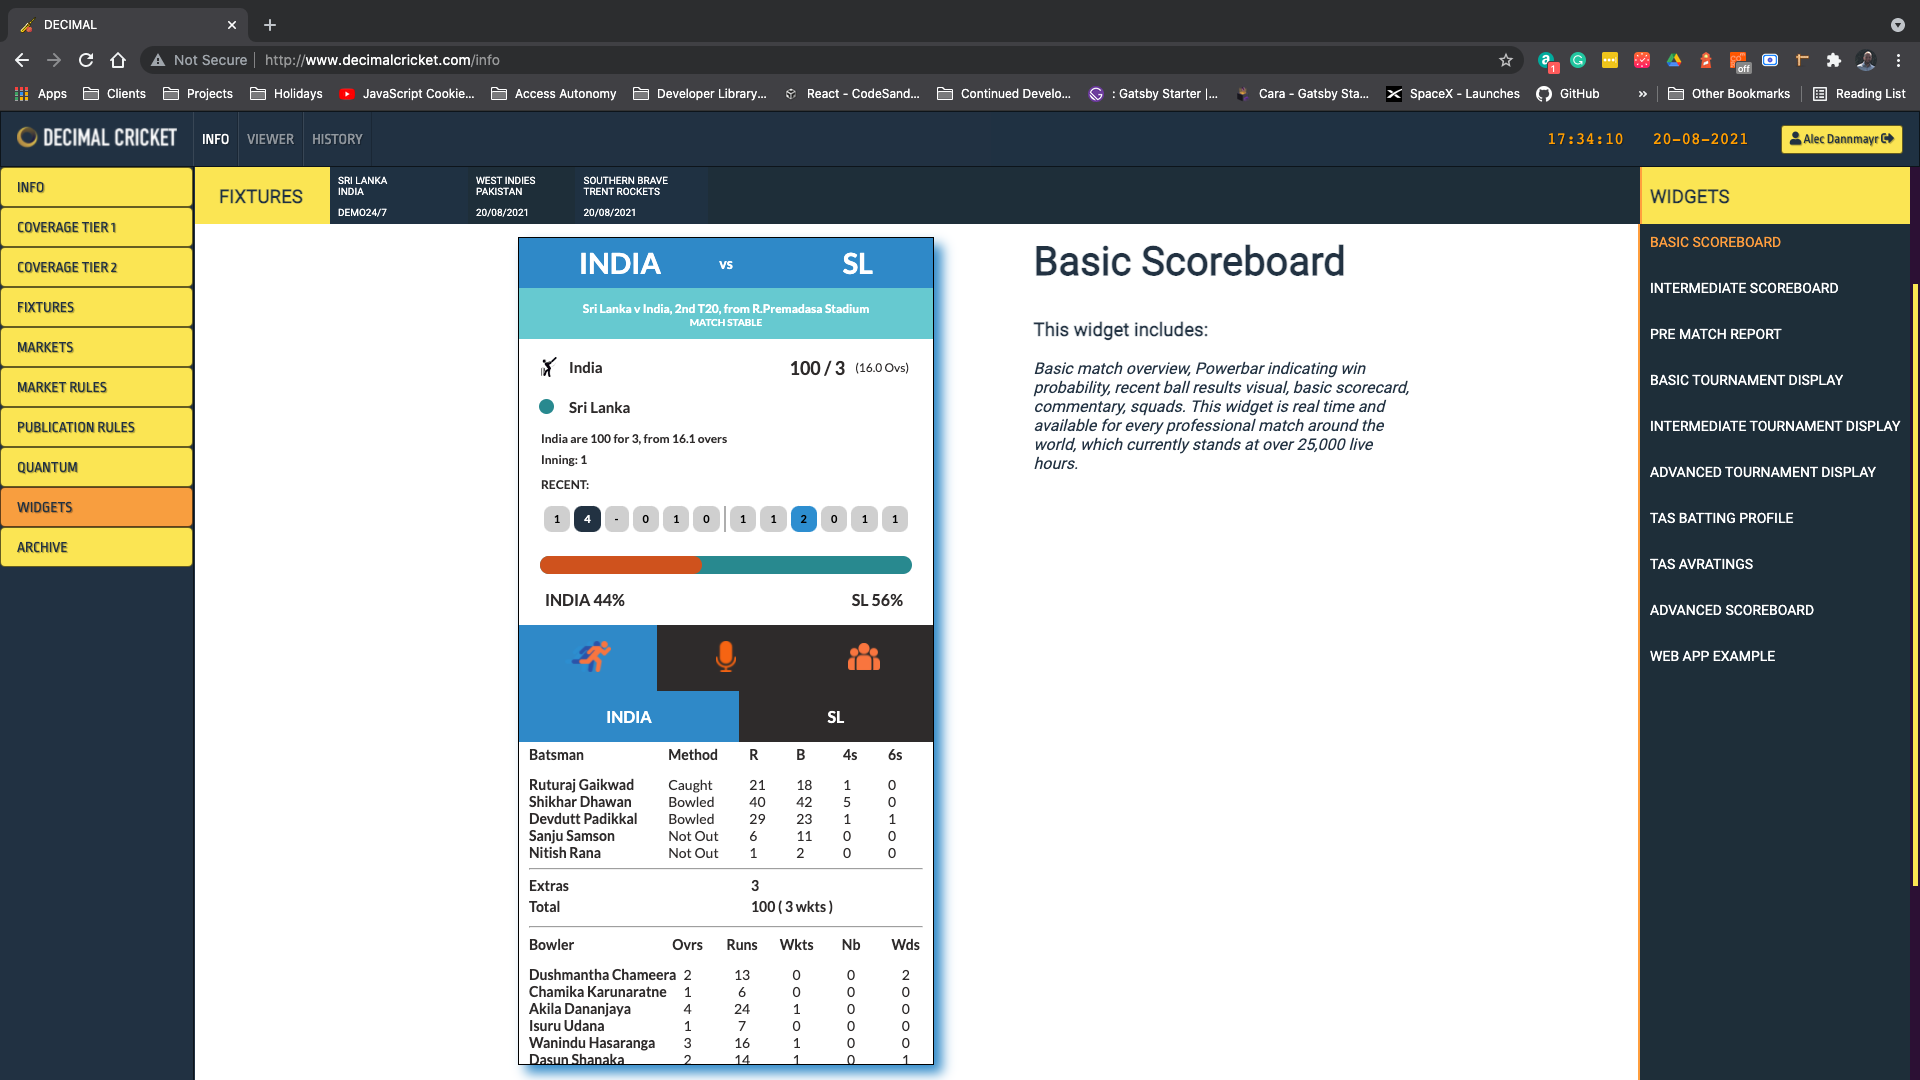 DECIMAL
Not Secure
http://www.decimalcricket.com/info
1
off
Apps
Clients
Projects
Holidays
JavaScript Cookie...
Access Autonomy
Developer Library...
React - CodeSand...
Continued Develo...
: Gatsby Starter |...
Cara - Gatsby Sta...
SpaceX - Launches
GitHub
»
Other Bookmarks
Reading List
DECIMAL CRICKET
INFO
VIEWER
HISTORY
17:34:10
20-08-2021
Alec Dannmayr
INFO
COVERAGE TIER 1
COVERAGE TIER 2
FIXTURES
MARKETS
MARKET RULES
PUBLICATION RULES
QUANTUM
WIDGETS
ARCHIVE
FIXTURES
SRI LANKA
INDIA
DEMO24/7
WEST INDIES
PAKISTAN
20/08/2021
SOUTHERN BRAVE
TRENT ROCKETS
20/08/2021
INDIA vs SL
Sri Lanka v India, 2nd T20, from R.Premadasa Stadium
MATCH STABLE
India 100 / 3 (16.0 Ovs)
Sri Lanka
India are 100 for 3, from 16.1 overs
Inning: 1
RECENT:
1 4 - 0 1 0 1 1 2 0 1 1
INDIA 44% SL 56%
INDIA SL
Batsman Method R B 4s 6s
Ruturaj Gaikwad Caught 21 18 1 0
Shikhar Dhawan Bowled 40 42 5 0
Devdutt Padikkal Bowled 29 23 1 1
Sanju Samson Not Out 6 11 0 0
Nitish Rana Not Out 1 2 0 0
Extras 3
Total 100 ( 3 wkts )
Bowler Ovrs Runs Wkts Nb Wds
Dushmantha Chameera 2 13 0 0 2
Chamika Karunaratne 1 6 0 0 0
Akila Dananjaya 4 24 1 0 0
Isuru Udana 1 7 0 0 0
Wanindu Hasaranga 3 16 1 0 0
Dasun Shanaka 2 14 1 0 1
Basic Scoreboard
This widget includes:
Basic match overview, Powerbar indicating win
probability, recent ball results visual, basic scorecard,
commentary, squads. This widget is real time and
available for every professional match around the
world, which currently stands at over 25,000 live
hours.
WIDGETS
BASIC SCOREBOARD
INTERMEDIATE SCOREBOARD
PRE MATCH REPORT
BASIC TOURNAMENT DISPLAY
INTERMEDIATE TOURNAMENT DISPLAY
ADVANCED TOURNAMENT DISPLAY
TAS BATTING PROFILE
TAS AVRATINGS
ADVANCED SCOREBOARD
WEB APP EXAMPLE